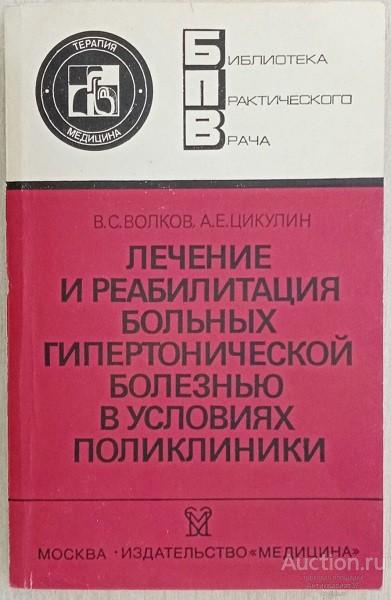 ТЕРАПИЯ
МЕДИЦИНА
БИБЛИОТЕКА
ПРАКТИЧЕСКОГО
ВРАЧА
В.С.ВОЛКОВ, А.Е.ЦИКУЛИН
ЛЕЧЕНИЕ
И РЕАБИЛИТАЦИЯ
БОЛЬНЫХ
ГИПЕРТОНИЧЕСКОЙ
БОЛЕЗНЬЮ
В УСЛОВИЯХ
ПОЛИКЛИНИКИ
МОСКВА · ИЗДАТЕЛЬСТВО «МЕДИЦИНА»
Auction.ru